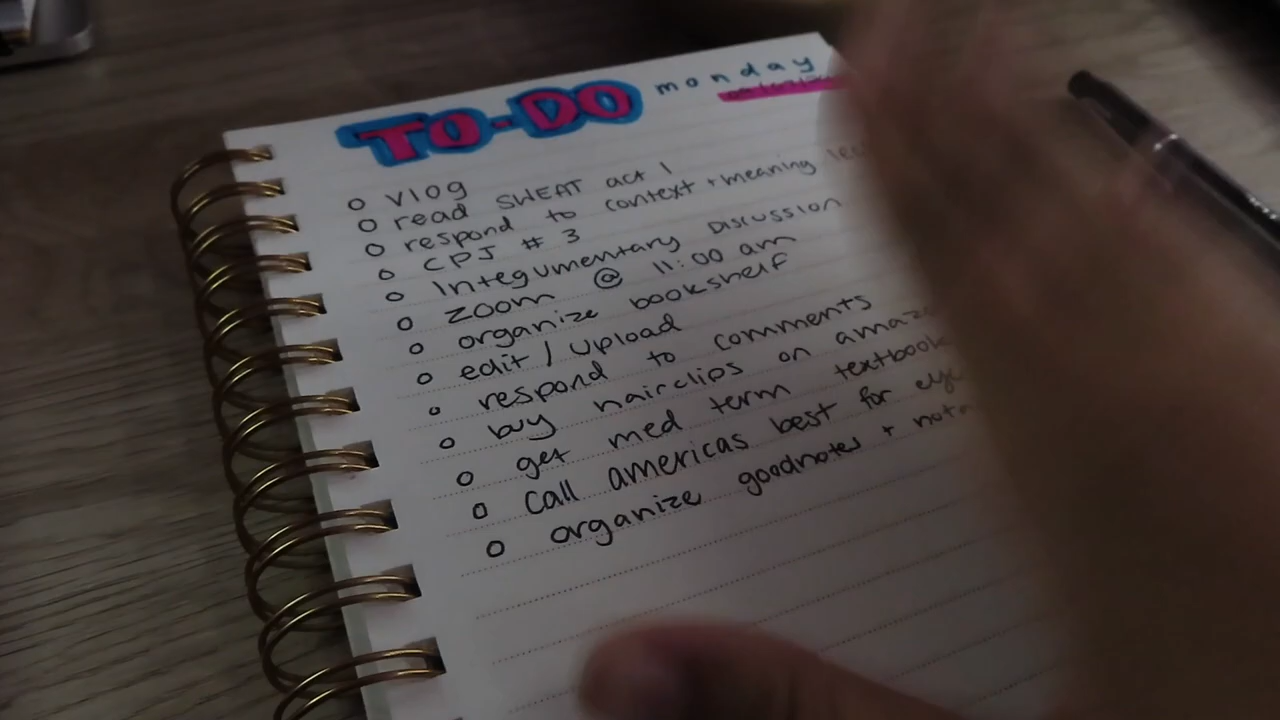 TO-DO monday
o vlog
o read SWEAT act 1
o respond to context + meaning
o CPJ # 3
o Integumentary Discussion
o zoom @ 11:00 am
o organize bookshelf
o edit / upload
o respond to comments
o buy hairclips on
o get med term textbook
o call americas best for
o organize goodnotes +